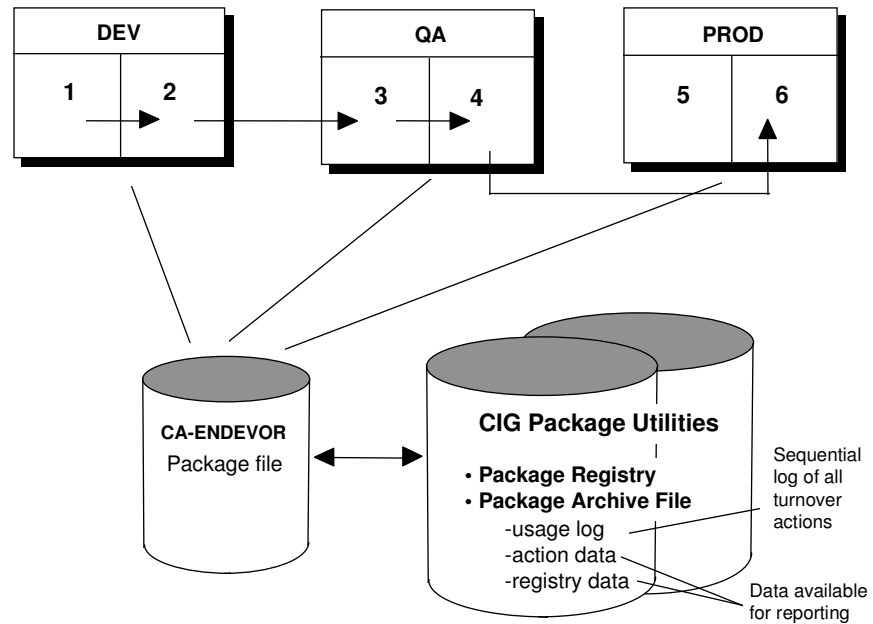 DEV
QA
PROD
1
2
3
4
5
6
CA-ENDEVOR
Package file
CIG Package Utilities
• Package Registry
• Package Archive File
-usage log
-action data
-registry data
Sequential
log of all
turnover
actions
Data available
for reporting